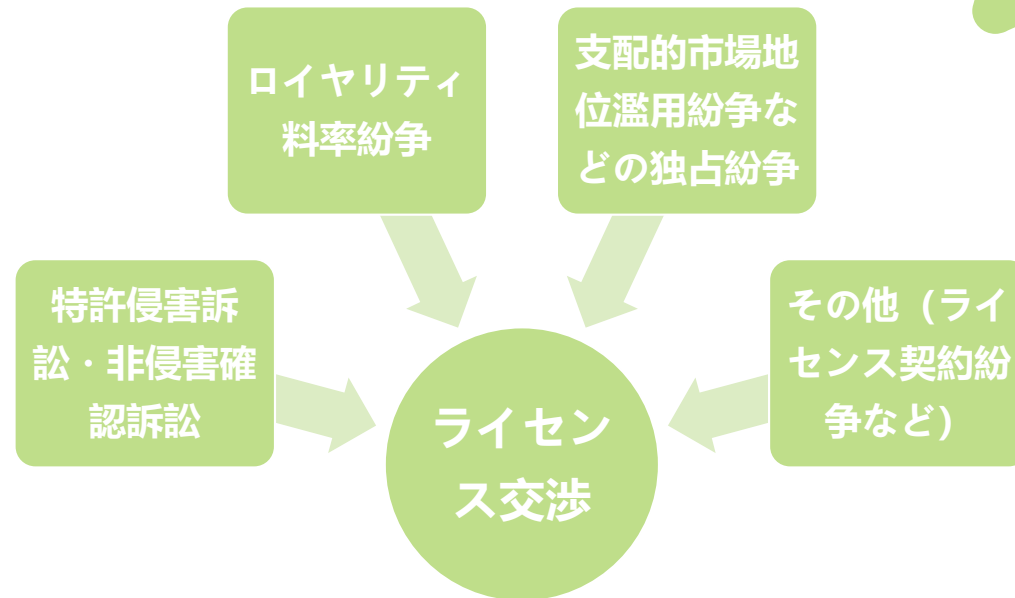 ロイヤリティ
料率紛争
支配的市場地
位濫用紛争な
どの独占紛争
特許侵害訴
訟・非侵害確
認訴訟
その他（ライ
センス契約紛
争など）
ライセン
ス交渉